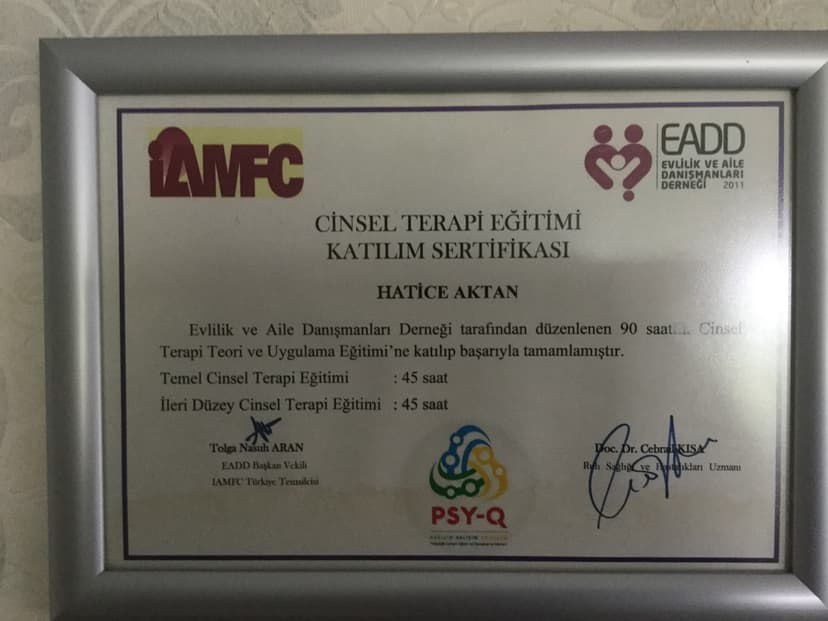 iAMFC
EADD
EVLİLİK VE AİLE
DANIŞMANLARI
DERNEĞİ 2011
CİNSEL TERAPİ EĞİTİMİ
KATILIM SERTİFİKASI
HATİCE AKTAN
Evlilik ve Aile Danışmanları Derneği tarafından düzenlenen 90 saatlik Cinsel
Terapi Teori ve Uygulama Eğitimi'ne katılıp başarıyla tamamlamıştır.
Temel Cinsel Terapi Eğitimi : 45 saat
İleri Düzey Cinsel Terapi Eğitimi : 45 saat
Tolga Nasuh ARAN
EADD Başkan Vekili
IAMFC Türkiye Temsilcisi
Doc. Dr. Cebrail KISA
Ruh Sağlığı ve Hastalıkları Uzmanı
PSY-Q